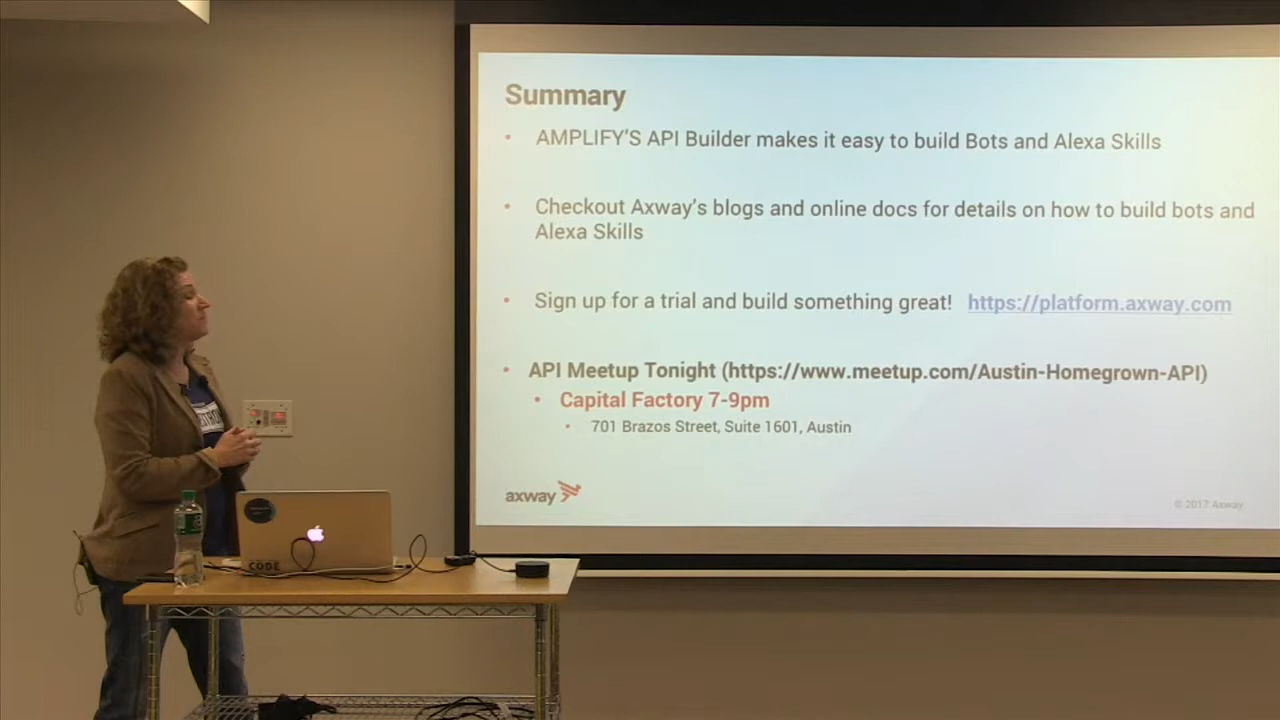 Summary
• AMPLIFY'S API Builder makes it easy to build Bots and Alexa Skills
• Checkout Axway's blogs and online docs for details on how to build bots and
Alexa Skills
• Sign up for a trial and build something great! https://platform.axway.com
• API Meetup Tonight (https://www.meetup.com/Austin-Homegrown-API)
• Capital Factory 7-9pm
• 701 Brazos Street, Suite 1601, Austin
axway
© 2017 Axway
CODE